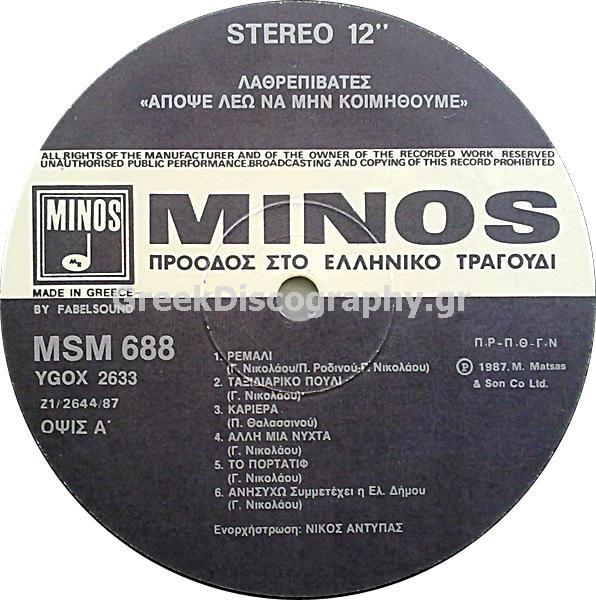 STEREO 12''
ΛΑΘΡΕΠΙΒΑΤΕΣ
«ΑΠΟΨΕ ΛΕΩ ΝΑ ΜΗΝ ΚΟΙΜΗΘΟΥΜΕ»
ALL RIGHTS OF THE MANUFACTURER AND OF THE OWNER OF THE RECORDED WORK RESERVED
UNAUTHORISED PUBLIC PERFORMANCE.BROADCASTING AND COPYING OF THIS RECORD PROHIBITED
MINOS
MINOS
ΠΡΟΟΔΟΣ ΣΤΟ ΕΛΛΗΝΙΚΟ ΤΡΑΓΟΥΔΙ
MADE IN GREECE
BY FABELSOUND
GreekDiscography.gr
MSM 688
YGOX 2633
Z1/2644/87
ΟΨΙΣ Α΄
1. ΡΕΜΑΛΙ
(Γ. Νικολάου/Π. Ροδινού-Γ. Νικολάου)
2. ΤΑΞΙΔΙΑΡΙΚΟ ΠΟΥΛΙ
(Γ. Νικολάου)
3. ΚΑΡΙΕΡΑ
(Π. Θαλασσινού)
4. ΑΛΛΗ ΜΙΑ ΝΥΧΤΑ
(Γ. Νικολάου)
5. ΤΟ ΠΟΡΤΑΤΙΦ
(Γ. Νικολάου)
6. ΑΝΗΣΥΧΩ Συμμετέχει η Ελ. Δήμου
(Γ. Νικολάου)
Ενορχήστρωση: ΝΙΚΟΣ ΑΝΤΥΠΑΣ
Π.Ρ-Π.Θ-Γ.Ν
℗ 1987. M. Matsas
& Son Co Ltd.